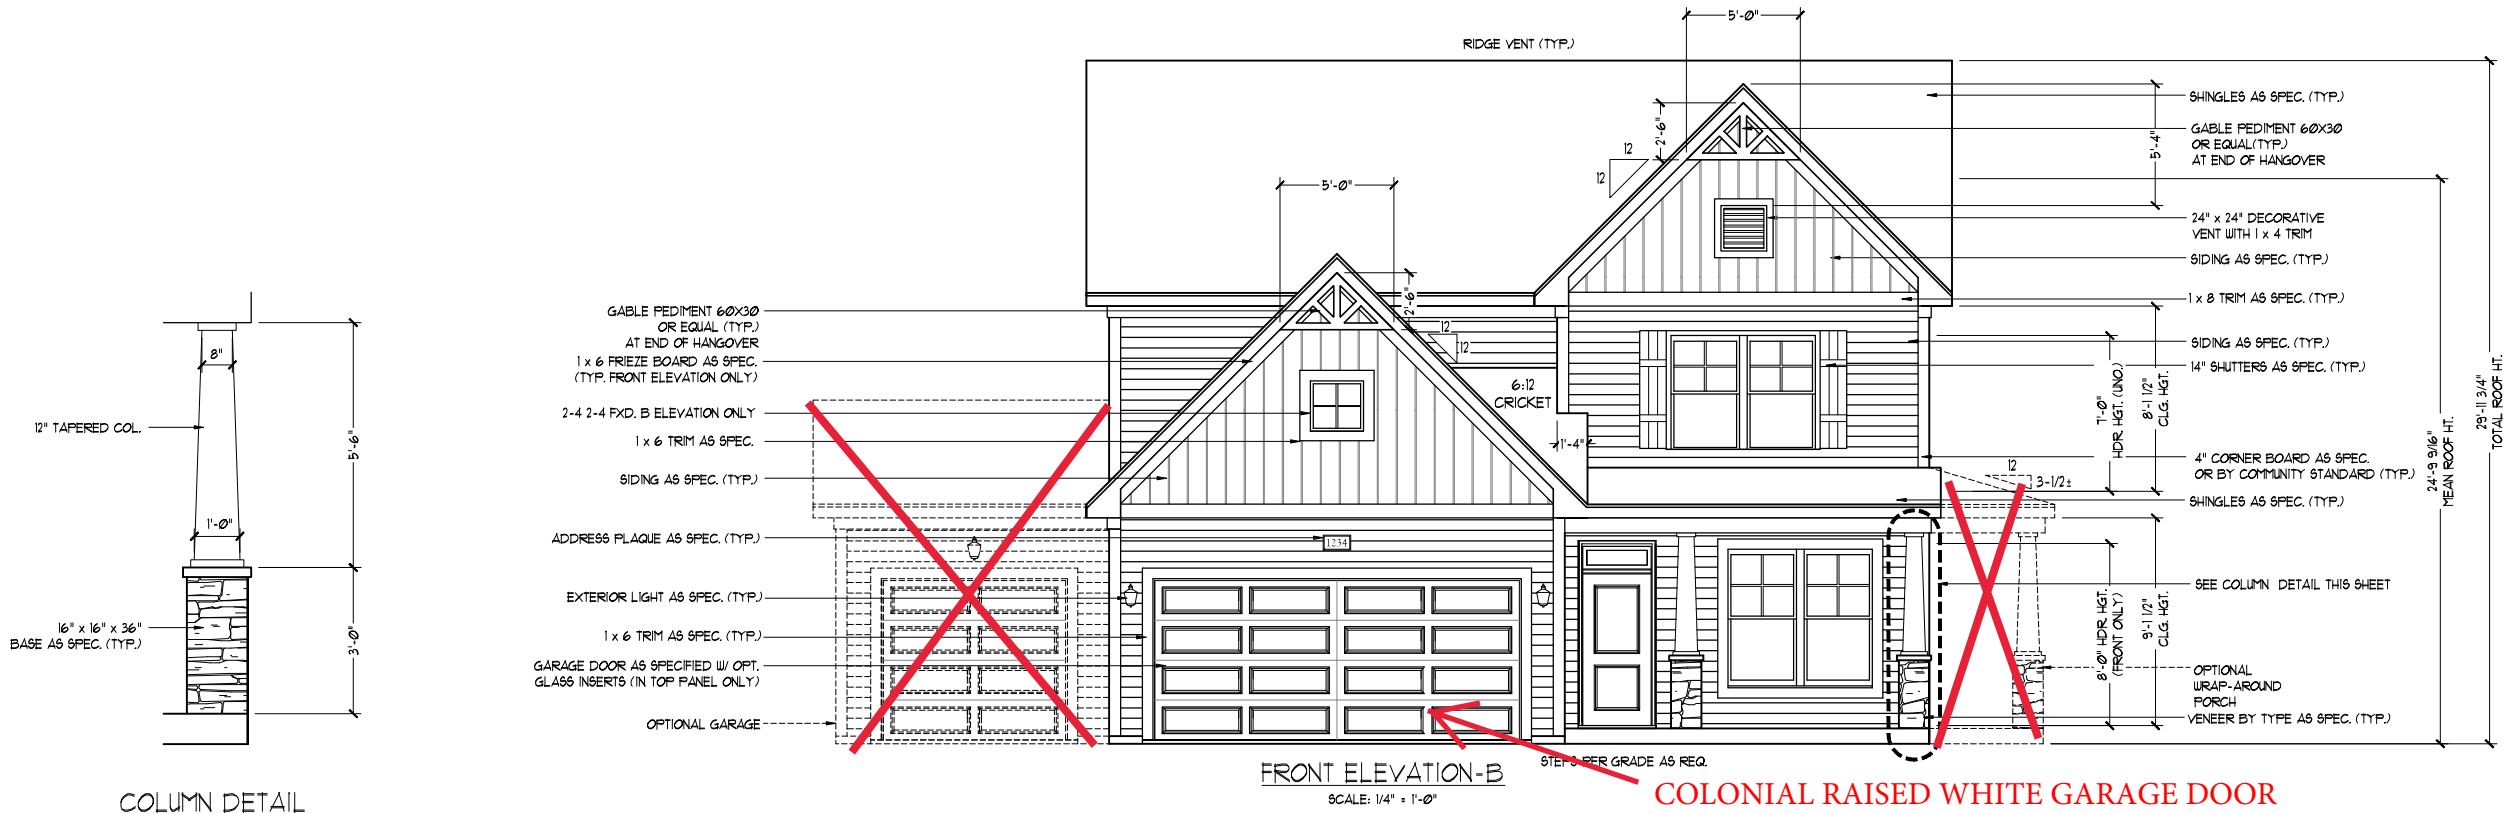 5'-0"
RIDGE VENT (TYP.)
SHINGLES AS SPEC. (TYP.)
GABLE PEDIMENT 60X30
OR EQUAL(TYP.)
AT END OF HANGOVER
2'-6"
5'-4"
12
12
5'-0"
24" x 24" DECORATIVE
VENT WITH 1 x 4 TRIM
SIDING AS SPEC. (TYP.)
1 x 8 TRIM AS SPEC. (TYP.)
2'-6"
GABLE PEDIMENT 60X30
OR EQUAL (TYP.)
AT END OF HANGOVER
1 x 6 FRIEZE BOARD AS SPEC.
(TYP. FRONT ELEVATION ONLY)
12
12
SIDING AS SPEC. (TYP.)
14" SHUTTERS AS SPEC. (TYP.)
8"
6:12
CRICKET
2-4 2-4 FXD. B ELEVATION ONLY
1 x 6 TRIM AS SPEC.
1'-4"
7'-0"
HDR. HGT. (UNO.)
8'-1 1/2"
CLG. HGT.
24'-9 9/16"
MEAN ROOF HT.
29'-11 3/4"
TOTAL ROOF HT.
12" TAPERED COL.
5'-6"
4" CORNER BOARD AS SPEC.
OR BY COMMUNITY STANDARD (TYP.)
12
3-1/2±
SIDING AS SPEC. (TYP.)
SHINGLES AS SPEC. (TYP.)
1'-0"
ADDRESS PLAQUE AS SPEC. (TYP.)
1234
EXTERIOR LIGHT AS SPEC. (TYP.)
SEE COLUMN DETAIL THIS SHEET
8'-0" HDR. HGT.
(FRONT ONLY)
9'-1 1/2"
CLG. HGT.
16" x 16" x 36"
BASE AS SPEC. (TYP.)
3'-0"
1 x 6 TRIM AS SPEC. (TYP.)
GARAGE DOOR AS SPECIFIED W/ OPT.
GLASS INSERTS (IN TOP PANEL ONLY)
OPTIONAL
WRAP-AROUND
PORCH
OPTIONAL GARAGE
VENEER BY TYPE AS SPEC. (TYP.)
STEPS PER GRADE AS REQ.
FRONT ELEVATION-B
SCALE: 1/4" = 1'-0"
COLUMN DETAIL
COLONIAL RAISED WHITE GARAGE DOOR